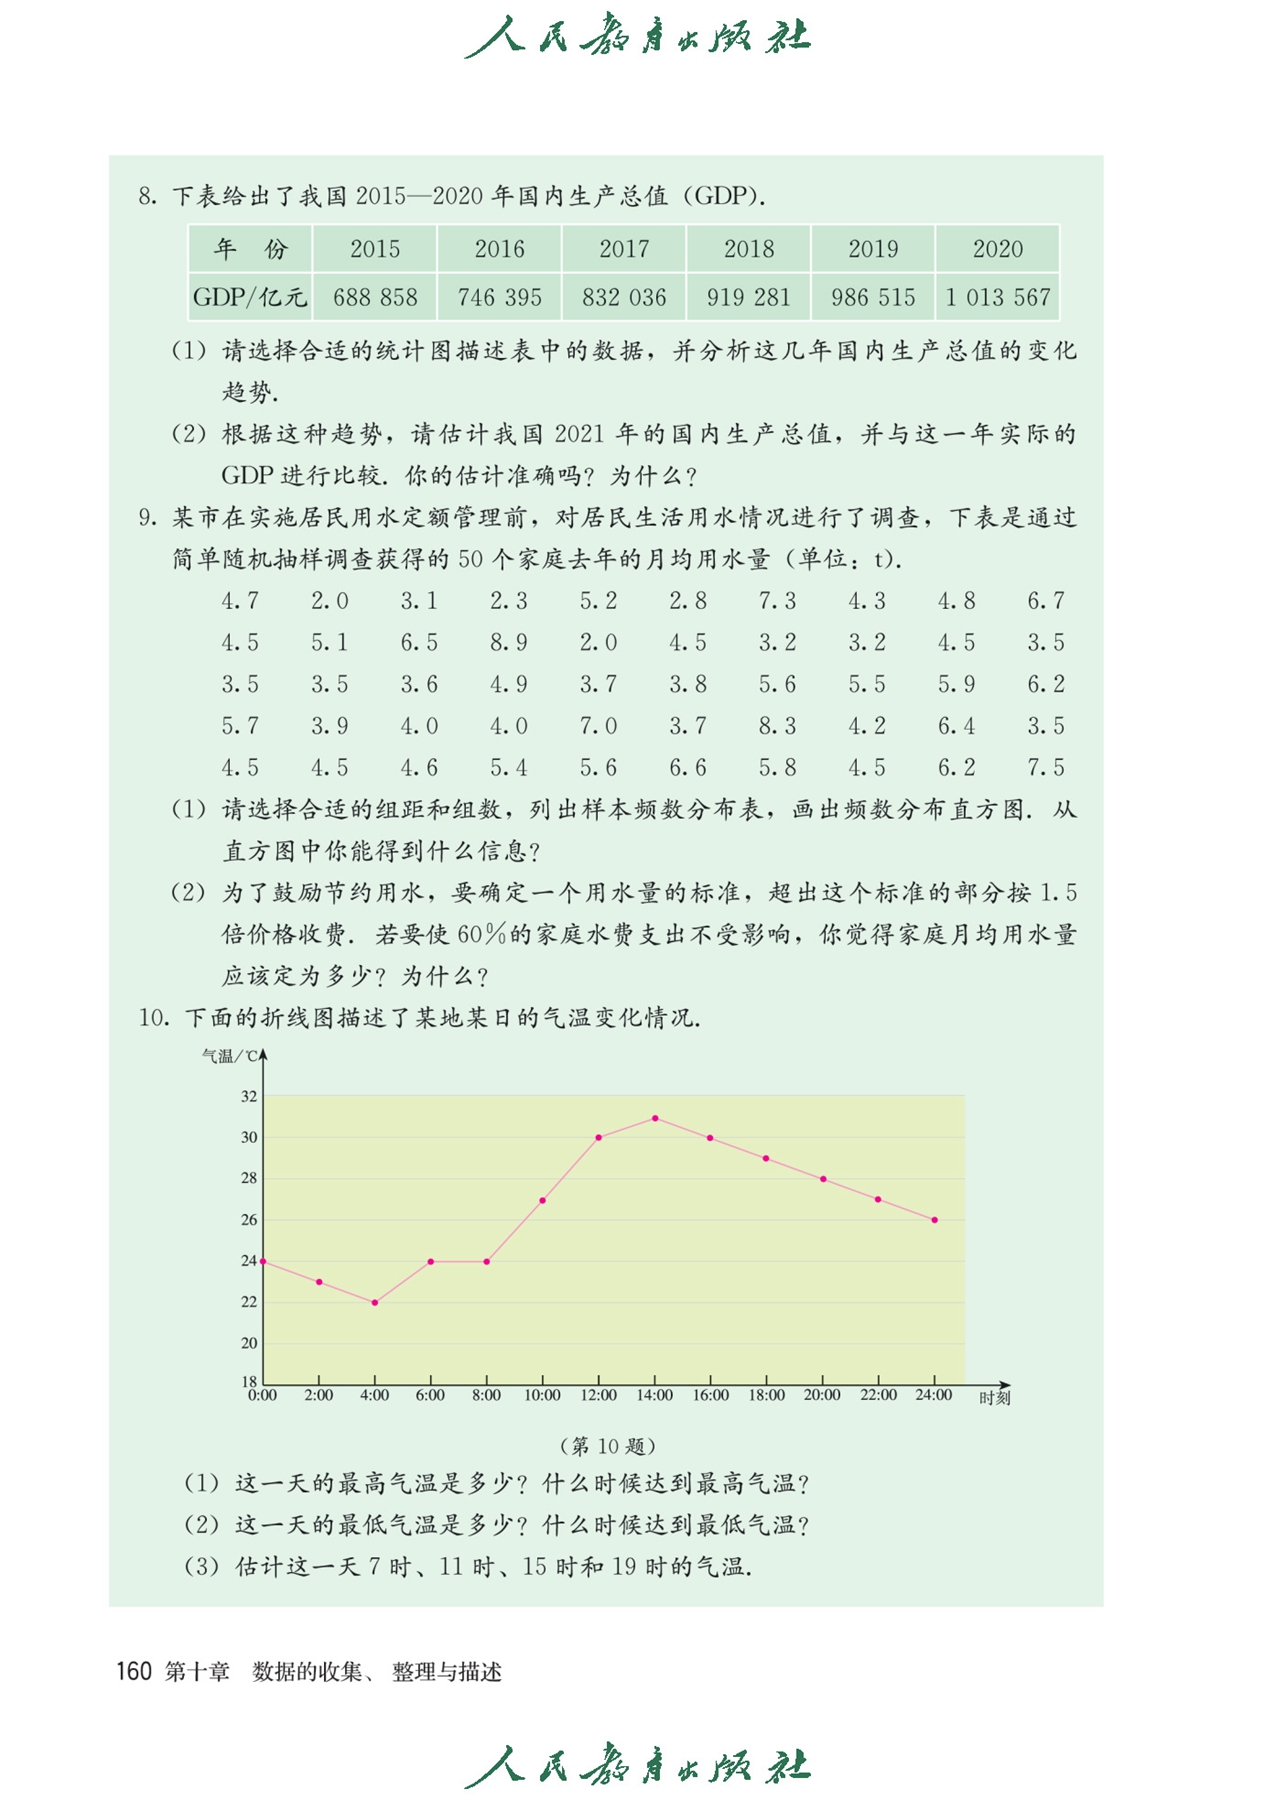 人民教育出版社
8. 下表给出了我国 2015—2020 年国内生产总值（GDP）.
年 份 2015 2016 2017 2018 2019 2020
GDP/亿元 688 858 746 395 832 036 919 281 986 515 1 013 567
（1）请选择合适的统计图描述表中的数据，并分析这几年国内生产总值的变化
趋势.
（2）根据这种趋势，请估计我国 2021 年的国内生产总值，并与这一年实际的
GDP 进行比较. 你的估计准确吗？为什么？
9. 某市在实施居民用水定额管理前，对居民生活用水情况进行了调查，下表是通过
简单随机抽样调查获得的 50 个家庭去年的月均用水量（单位：t）.
4.7 2.0 3.1 2.3 5.2 2.8 7.3 4.3 4.8 6.7
4.5 5.1 6.5 8.9 2.0 4.5 3.2 3.2 4.5 3.5
3.5 3.5 3.6 4.9 3.7 3.8 5.6 5.5 5.9 6.2
5.7 3.9 4.0 4.0 7.0 3.7 8.3 4.2 6.4 3.5
4.5 4.5 4.6 5.4 5.6 6.6 5.8 4.5 6.2 7.5
（1）请选择合适的组距和组数，列出样本频数分布表，画出频数分布直方图. 从
直方图中你能得到什么信息？
（2）为了鼓励节约用水，要确定一个用水量的标准，超出这个标准的部分按 1.5
倍价格收费. 若要使 60%的家庭水费支出不受影响，你觉得家庭月均用水量
应该定为多少？为什么？
10. 下面的折线图描述了某地某日的气温变化情况.
气温/℃
32
30
28
26
24
22
20
18
0:00 2:00 4:00 6:00 8:00 10:00 12:00 14:00 16:00 18:00 20:00 22:00 24:00 时刻
（第 10 题）
（1）这一天的最高气温是多少？什么时候达到最高气温？
（2）这一天的最低气温是多少？什么时候达到最低气温？
（3）估计这一天 7 时、11 时、15 时和 19 时的气温.
160 第十章 数据的收集、整理与描述
人民教育出版社